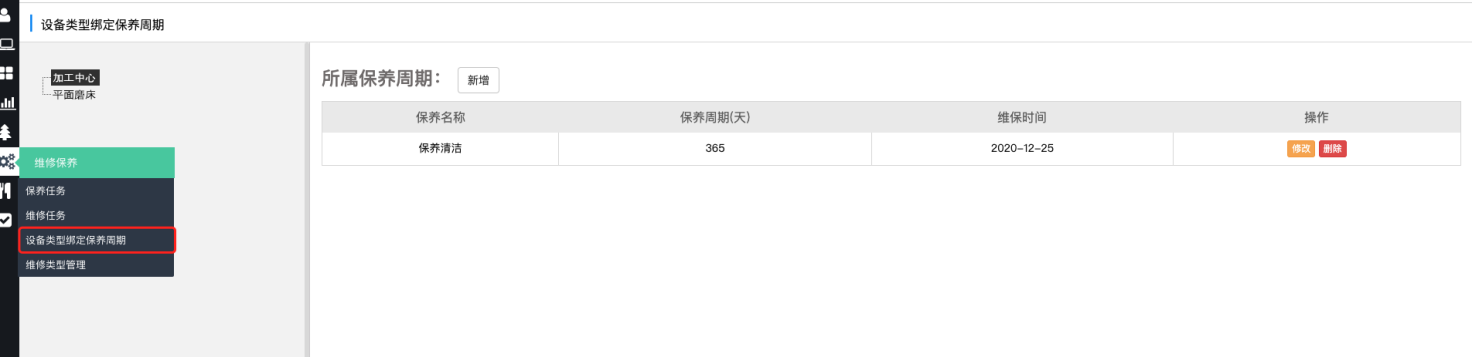 设备类型绑定保养周期
加工中心
平面磨床
维修保养
保养任务
维修任务
设备类型绑定保养周期
维修类型管理
所属保养周期： 新增
保养名称 保养周期(天) 维保时间 操作
保养清洁 365 2020-12-25 修改 删除